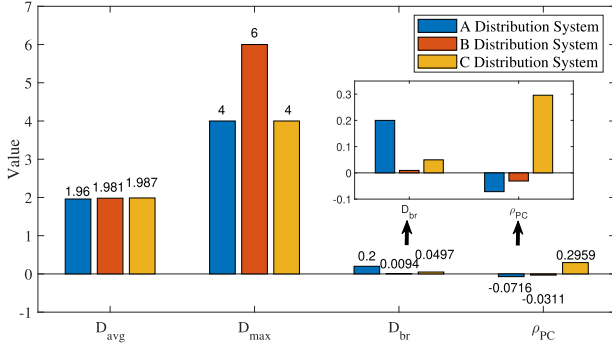 7
6
5
4
3
2
1
0
-1
Value
A Distribution System
B Distribution System
C Distribution System
1.96
1.981
1.987
4
6
4
0.3
0.2
0.1
0
-0.1
D_br
ρ_PC
0.2
0.0094
0.0497
-0.0716
-0.0311
0.2959
D_avg
D_max
D_br
ρ_PC